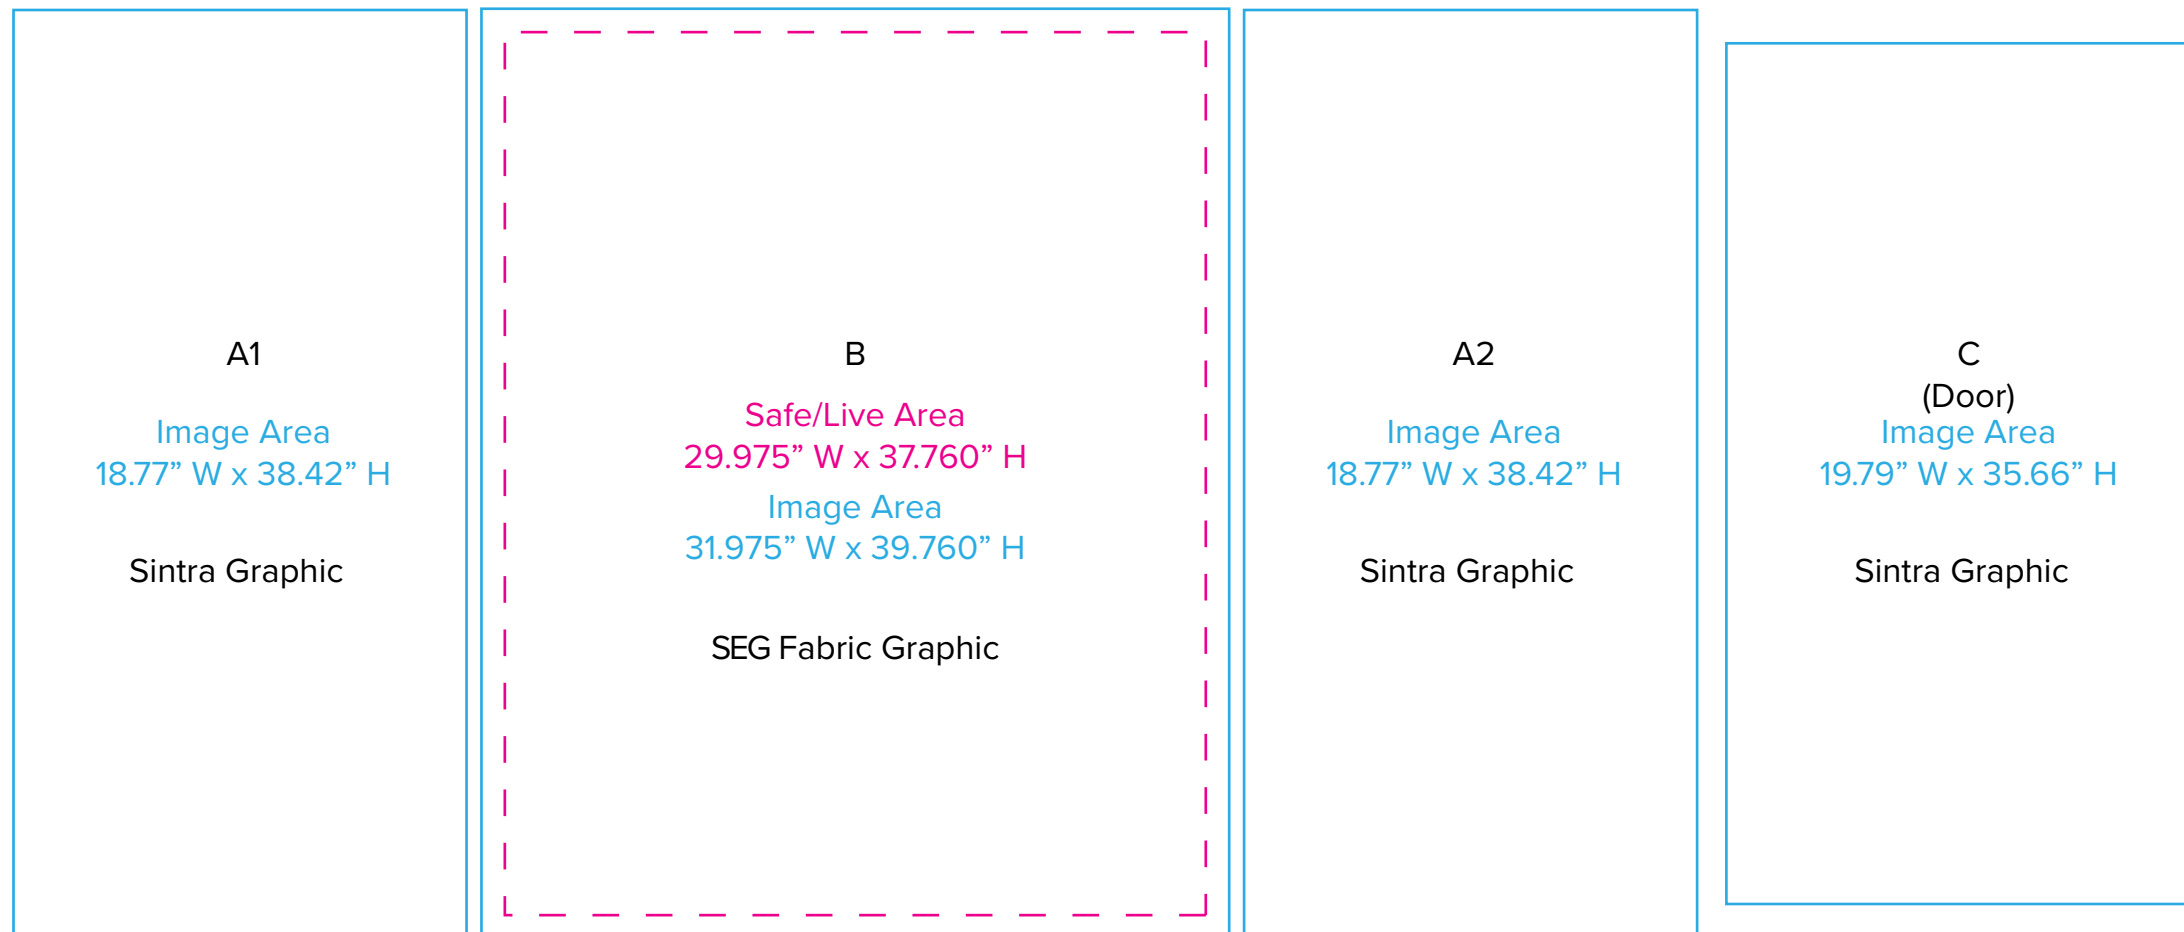 A1
Image Area
18.77” W x 38.42” H
Sintra Graphic
B
Safe/Live Area
29.975” W x 37.760” H
Image Area
31.975” W x 39.760” H
SEG Fabric Graphic
A2
Image Area
18.77” W x 38.42” H
Sintra Graphic
C
(Door)
Image Area
19.79” W x 35.66” H
Sintra Graphic